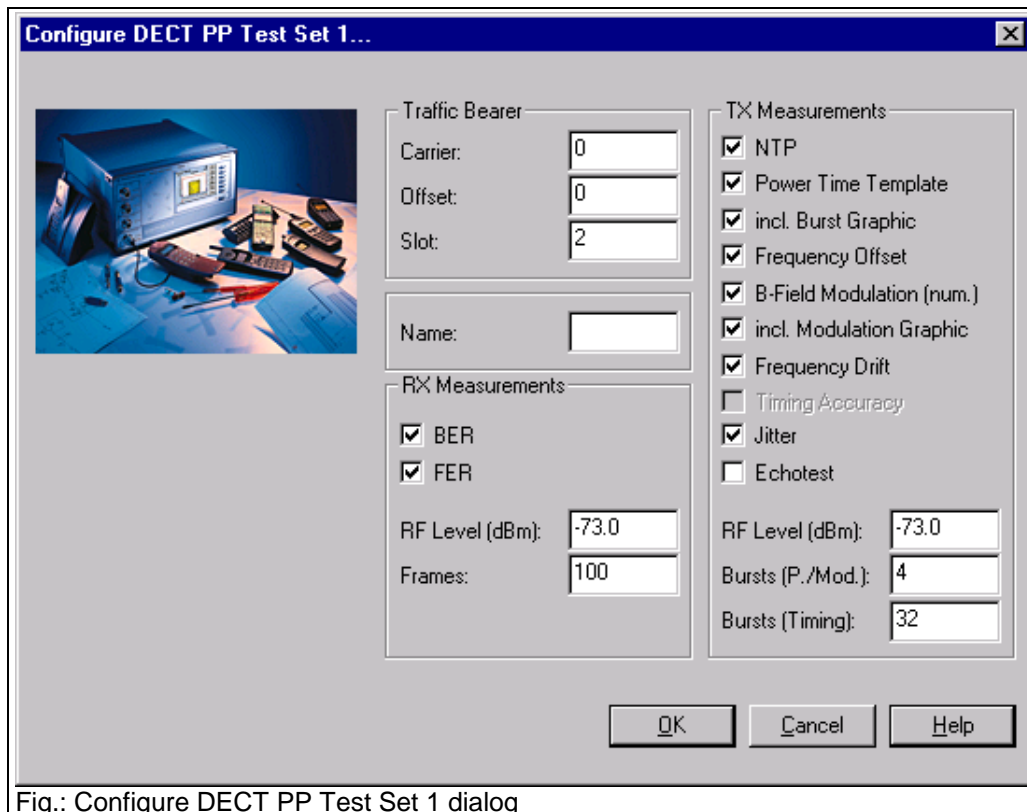 Configure DECT PP Test Set 1...
Traffic Bearer
Carrier: 0
Offset: 0
Slot: 2
Name:
RX Measurements
BER
FER
RF Level (dBm): -73.0
Frames: 100
TX Measurements
NTP
Power Time Template
incl. Burst Graphic
Frequency Offset
B-Field Modulation (num.)
incl. Modulation Graphic
Frequency Drift
Timing Accuracy
Jitter
Echotest
RF Level (dBm): -73.0
Bursts (P./Mod.): 4
Bursts (Timing): 32
OK Cancel Help
Fig.: Configure DECT PP Test Set 1 dialog